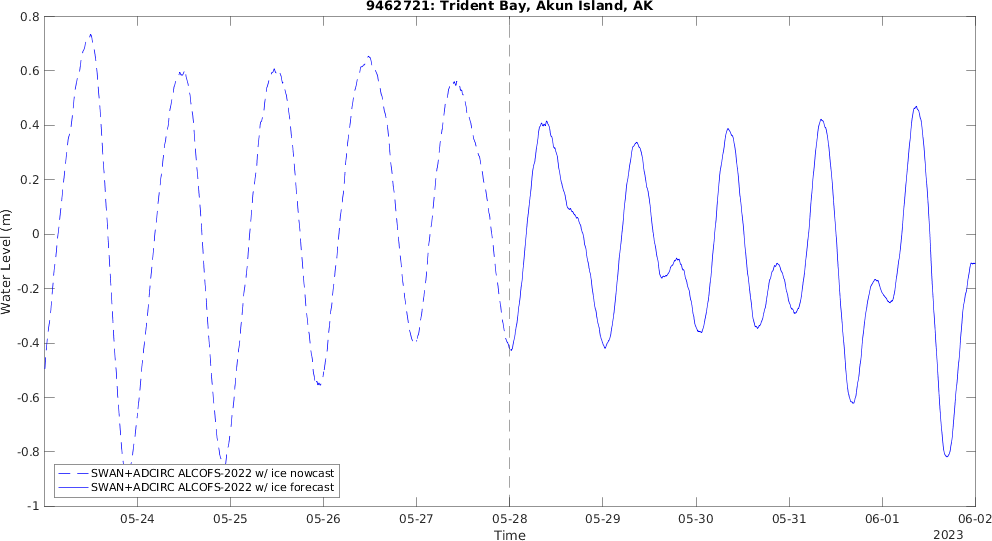 9462721: Trident Bay, Akun Island, AK
0.8
0.6
0.4
0.2
0
-0.2
-0.4
-0.6
-0.8
-1
Water Level (m)
SWAN+ADCIRC ALCOFS-2022 w/ ice nowcast
SWAN+ADCIRC ALCOFS-2022 w/ ice forecast
05-24 05-25 05-26 05-27 05-28 05-29 05-30 05-31 06-01 06-02
Time
2023